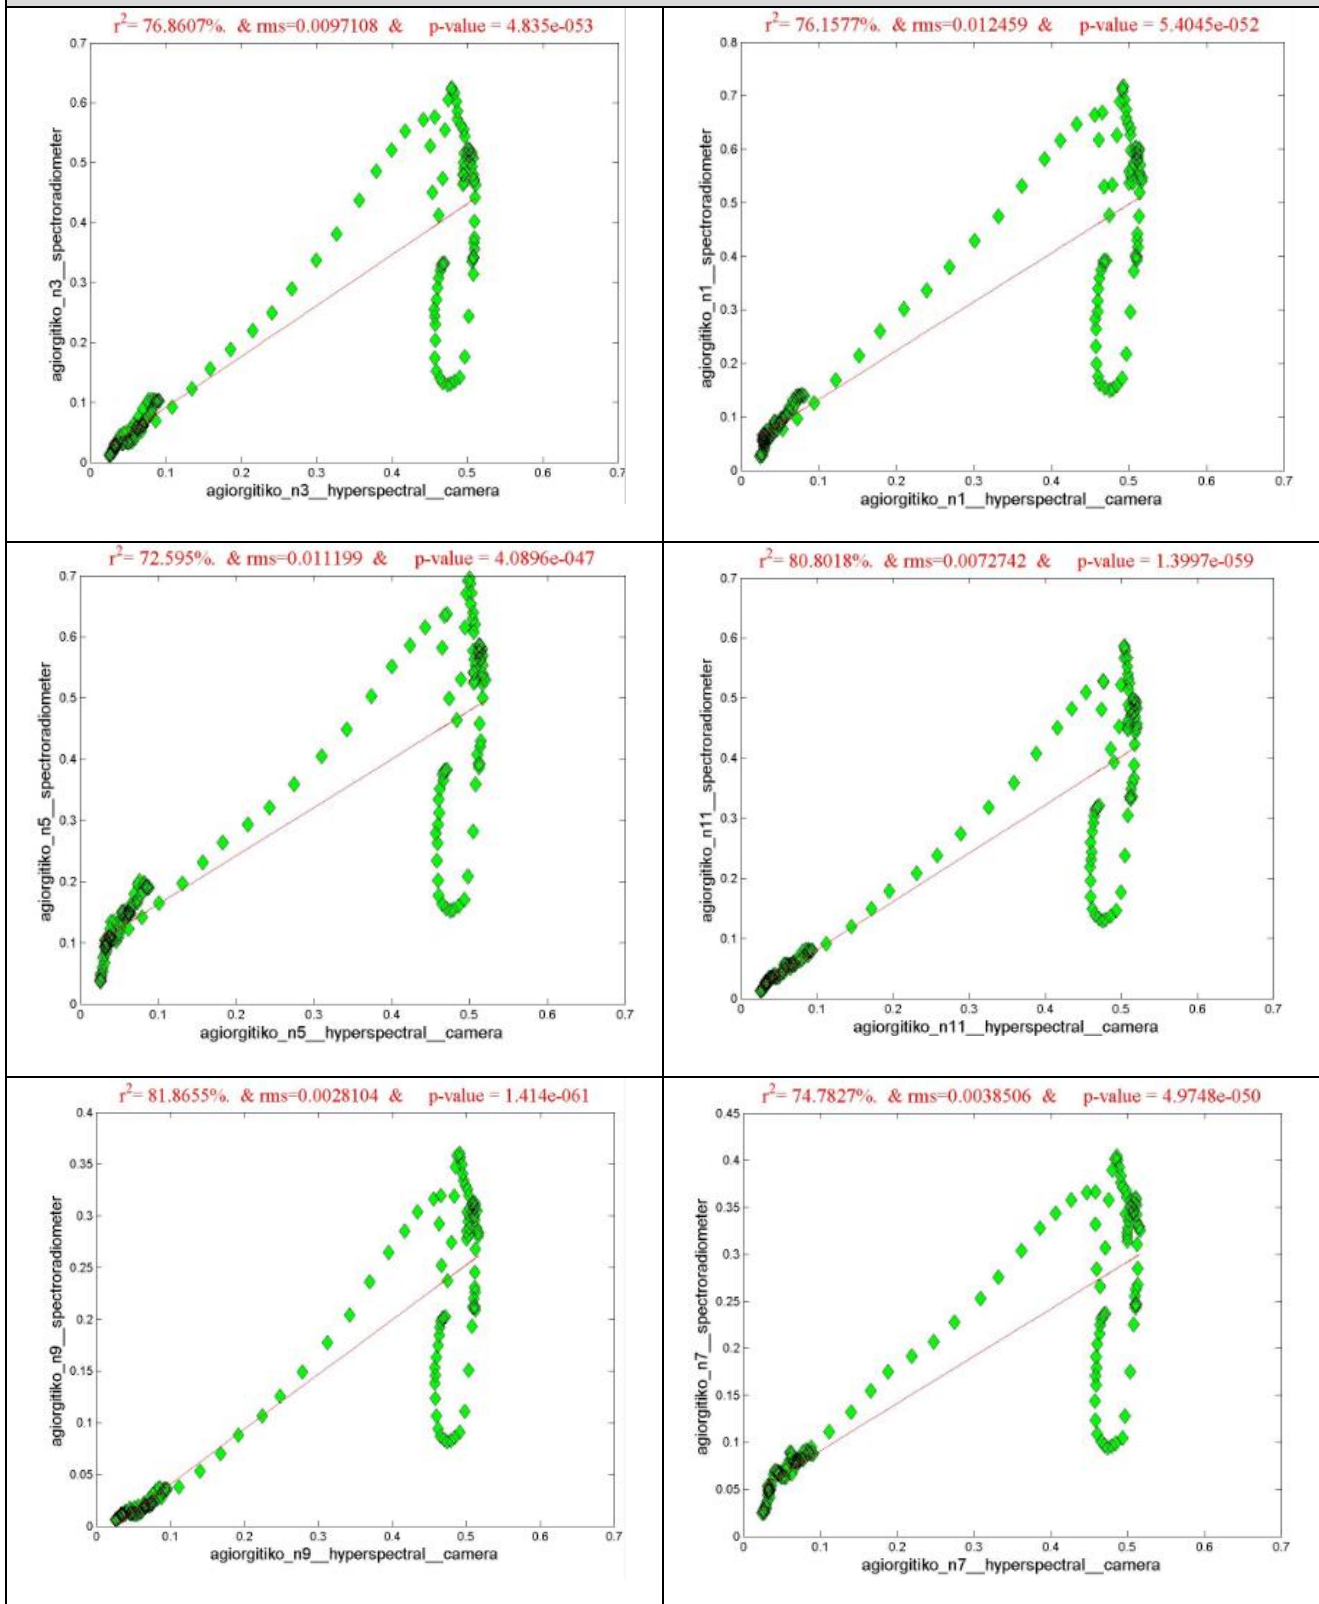 r²= 76.8607%. & rms=0.0097108 & p-value = 4.835e-053
0.7
0.6
0.5
0.4
0.3
0.2
0.1
0
agiorgitiko_n3__spectroradiometer
0 0.1 0.2 0.3 0.4 0.5 0.6 0.7
agiorgitiko_n3__hyperspectral__camera
r²= 76.1577%. & rms=0.012459 & p-value = 5.4045e-052
0.8
0.7
0.6
0.5
0.4
0.3
0.2
0.1
0
agiorgitiko_n1__spectroradiometer
0 0.1 0.2 0.3 0.4 0.5 0.6 0.7
agiorgitiko_n1__hyperspectral__camera
r²= 72.595%. & rms=0.011199 & p-value = 4.0896e-047
0.7
0.6
0.5
0.4
0.3
0.2
0.1
0
agiorgitiko_n5__spectroradiometer
0 0.1 0.2 0.3 0.4 0.5 0.6 0.7
agiorgitiko_n5__hyperspectral__camera
r²= 80.8018%. & rms=0.0072742 & p-value = 1.3997e-059
0.7
0.6
0.5
0.4
0.3
0.2
0.1
0
agiorgitiko_n11__spectroradiometer
0 0.1 0.2 0.3 0.4 0.5 0.6 0.7
agiorgitiko_n11__hyperspectral__camera
r²= 81.8655%. & rms=0.0028104 & p-value = 1.414e-061
0.4
0.35
0.3
0.25
0.2
0.15
0.1
0.05
0
agiorgitiko_n9__spectroradiometer
0 0.1 0.2 0.3 0.4 0.5 0.6 0.7
agiorgitiko_n9__hyperspectral__camera
r²= 74.7827%. & rms=0.0038506 & p-value = 4.9748e-050
0.45
0.4
0.35
0.3
0.25
0.2
0.15
0.1
0.05
0
agiorgitiko_n7__spectroradiometer
0 0.1 0.2 0.3 0.4 0.5 0.6 0.7
agiorgitiko_n7__hyperspectral__camera